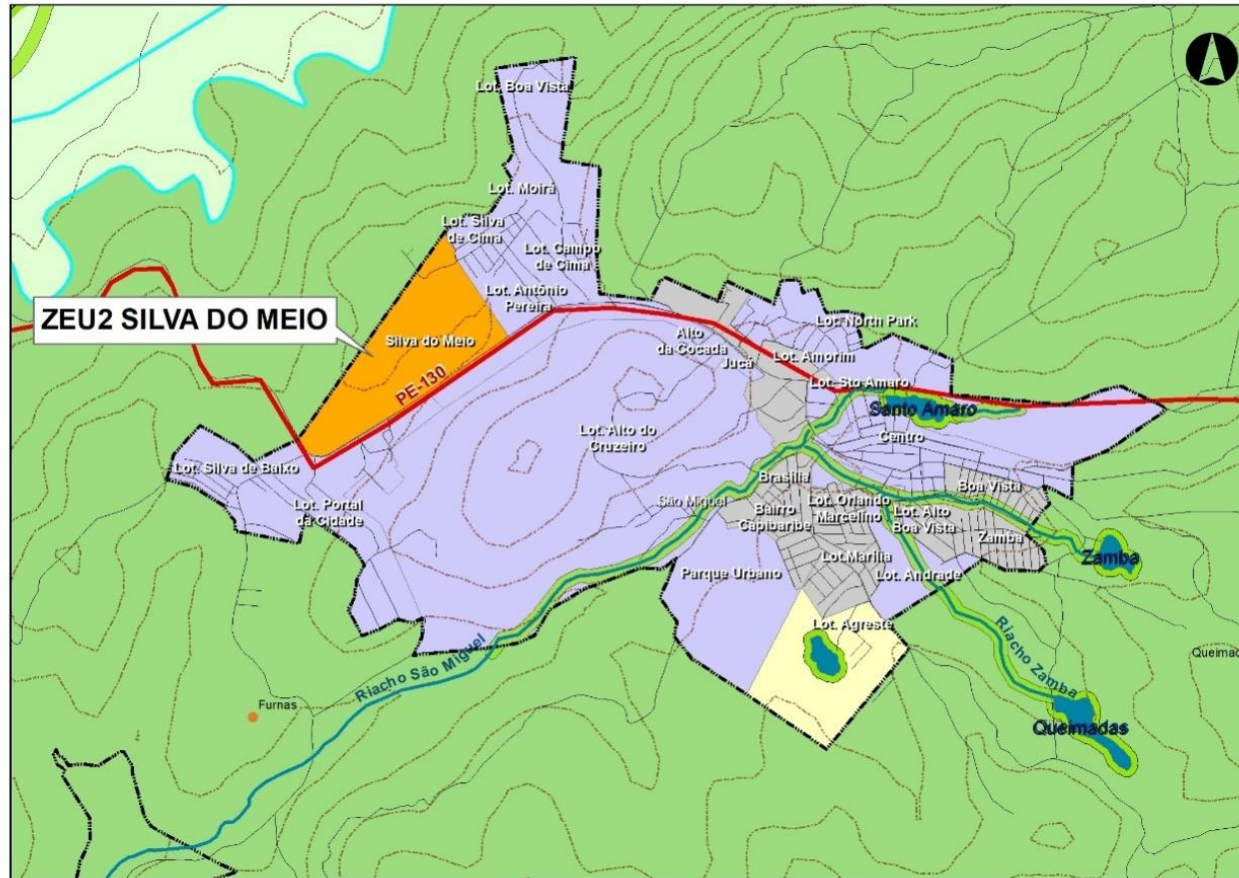 Lot. Boa Vista
Lot. Moirã
Lot. Silva
de Cima
Lot. Campo
de Cima
Lot. Antônio
Pereira
ZEU2 SILVA DO MEIO
Silva do Meio
PE-130
Alto
da Cocada
Jucá
Lot. North Park
Lot. Amorim
Lot. Sto Amaro
Santo Amaro
Centro
Lot. Alto do
Cruzeiro
Lot. Silva de Baixo
Lot. Portal
da Cidade
São Miguel
Brasília
Bairro
Capibaribe
Lot. Orlando
Marcelino
Lot. Alto
Boa Vista
Boa Vista
Zamba
Zamba
Lot. Marília
Lot. Andrade
Parque Urbano
Lot. Agreste
Riacho São Miguel
Riacho Zamba
Queimadas
Furnas